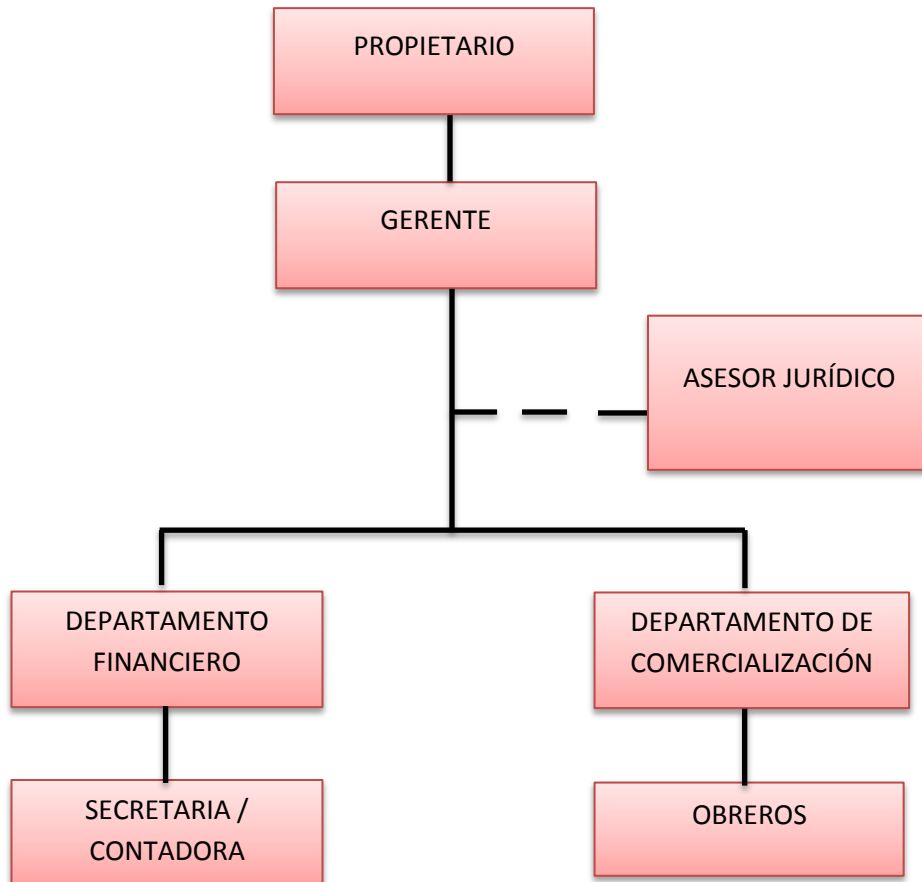 PROPIETARIO
GERENTE
ASESOR JURÍDICO
DEPARTAMENTO
FINANCIERO
DEPARTAMENTO DE
COMERCIALIZACIÓN
SECRETARIA /
CONTADORA
OBREROS